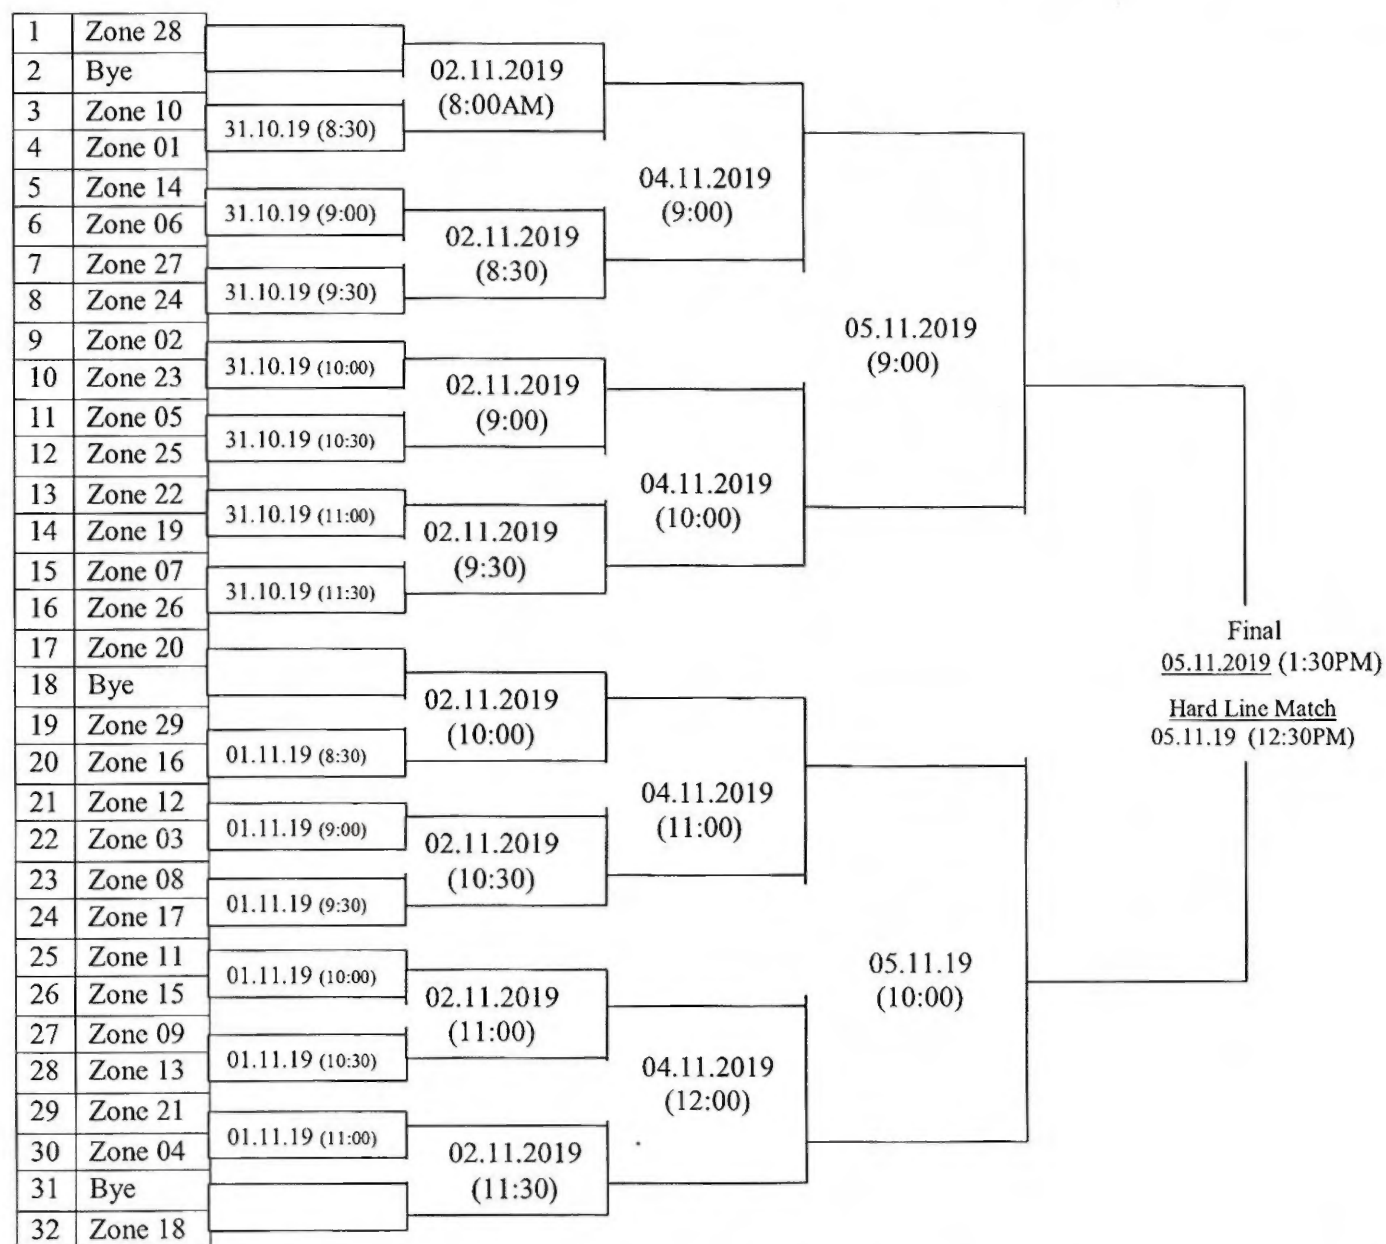 1 Zone 28
2 Bye
3 Zone 10
4 Zone 01
5 Zone 14
6 Zone 06
7 Zone 27
8 Zone 24
9 Zone 02
10 Zone 23
11 Zone 05
12 Zone 25
13 Zone 22
14 Zone 19
15 Zone 07
16 Zone 26
17 Zone 20
18 Bye
19 Zone 29
20 Zone 16
21 Zone 12
22 Zone 03
23 Zone 08
24 Zone 17
25 Zone 11
26 Zone 15
27 Zone 09
28 Zone 13
29 Zone 21
30 Zone 04
31 Bye
32 Zone 18
31.10.19 (8:30)
31.10.19 (9:00)
31.10.19 (9:30)
31.10.19 (10:00)
31.10.19 (10:30)
31.10.19 (11:00)
31.10.19 (11:30)
01.11.19 (8:30)
01.11.19 (9:00)
01.11.19 (9:30)
01.11.19 (10:00)
01.11.19 (10:30)
01.11.19 (11:00)
02.11.2019
(8:00AM)
02.11.2019
(8:30)
02.11.2019
(9:00)
02.11.2019
(9:30)
02.11.2019
(10:00)
02.11.2019
(10:30)
02.11.2019
(11:00)
02.11.2019
(11:30)
04.11.2019
(9:00)
04.11.2019
(10:00)
04.11.2019
(11:00)
04.11.2019
(12:00)
05.11.2019
(9:00)
05.11.19
(10:00)
Final
05.11.2019 (1:30PM)
Hard Line Match
05.11.19 (12:30PM)